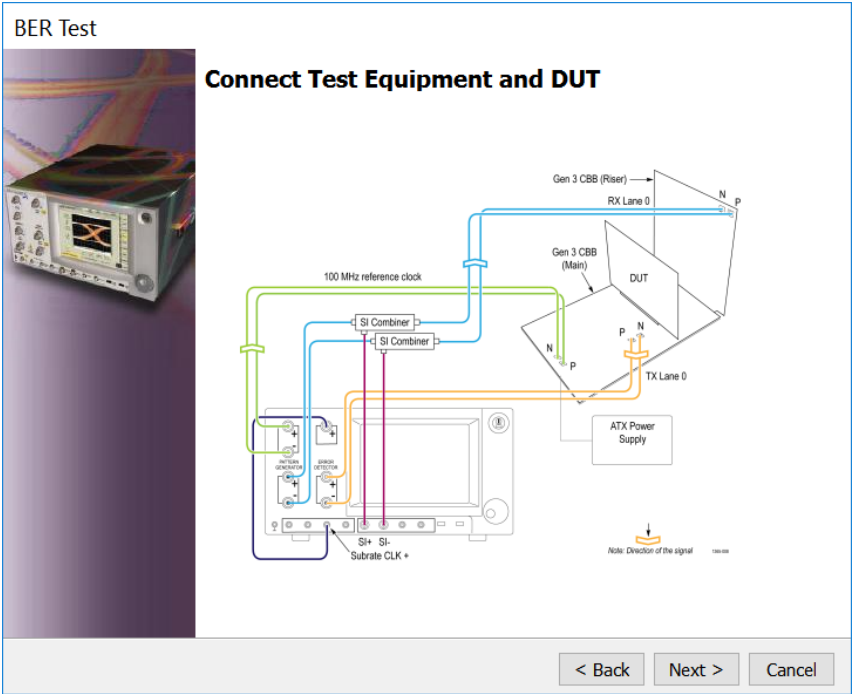 BER Test
Connect Test Equipment and DUT
Gen 3 CBB (Riser)
N
P
RX Lane 0
Gen 3 CBB
(Main)
DUT
100 MHz reference clock
SI Combiner
SI Combiner
P
N
N
P
TX Lane 0
ATX Power
Supply
+
+
-
PATTERN
GENERATOR
ERROR
DETECTOR
+
+
-
-
SI+ SI-
Subrate CLK +
Note: Direction of the signal
< Back
Next >
Cancel